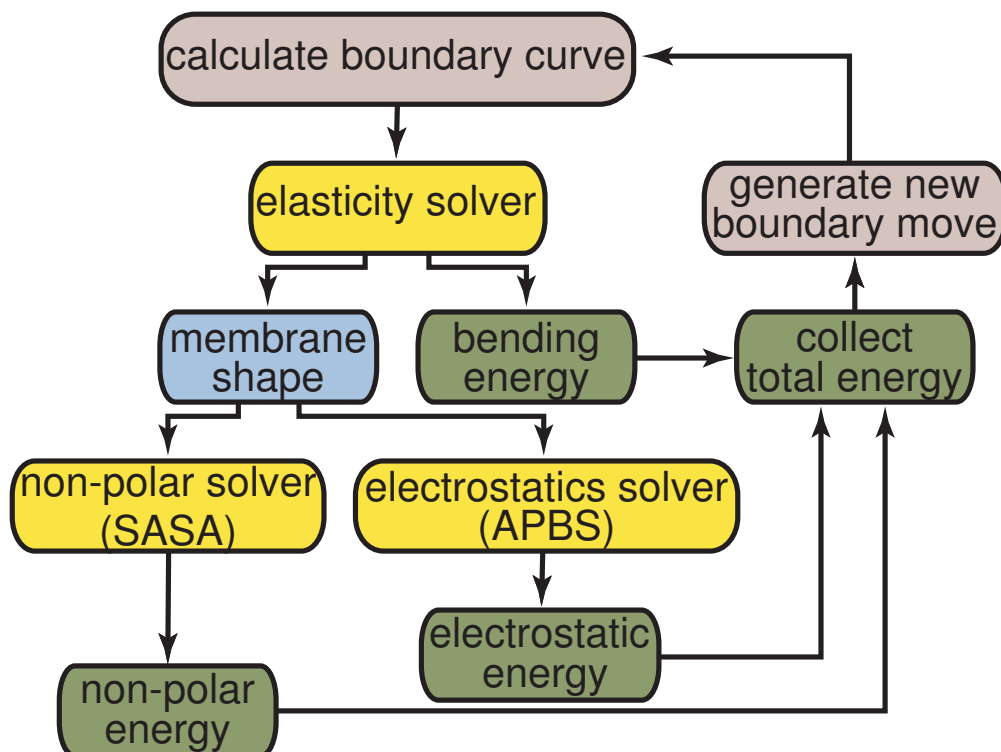 calculate boundary curve
elasticity solver
generate new
boundary move
membrane
shape
bending
energy
collect
total energy
non-polar solver
(SASA)
electrostatics solver
(APBS)
electrostatic
energy
non-polar
energy